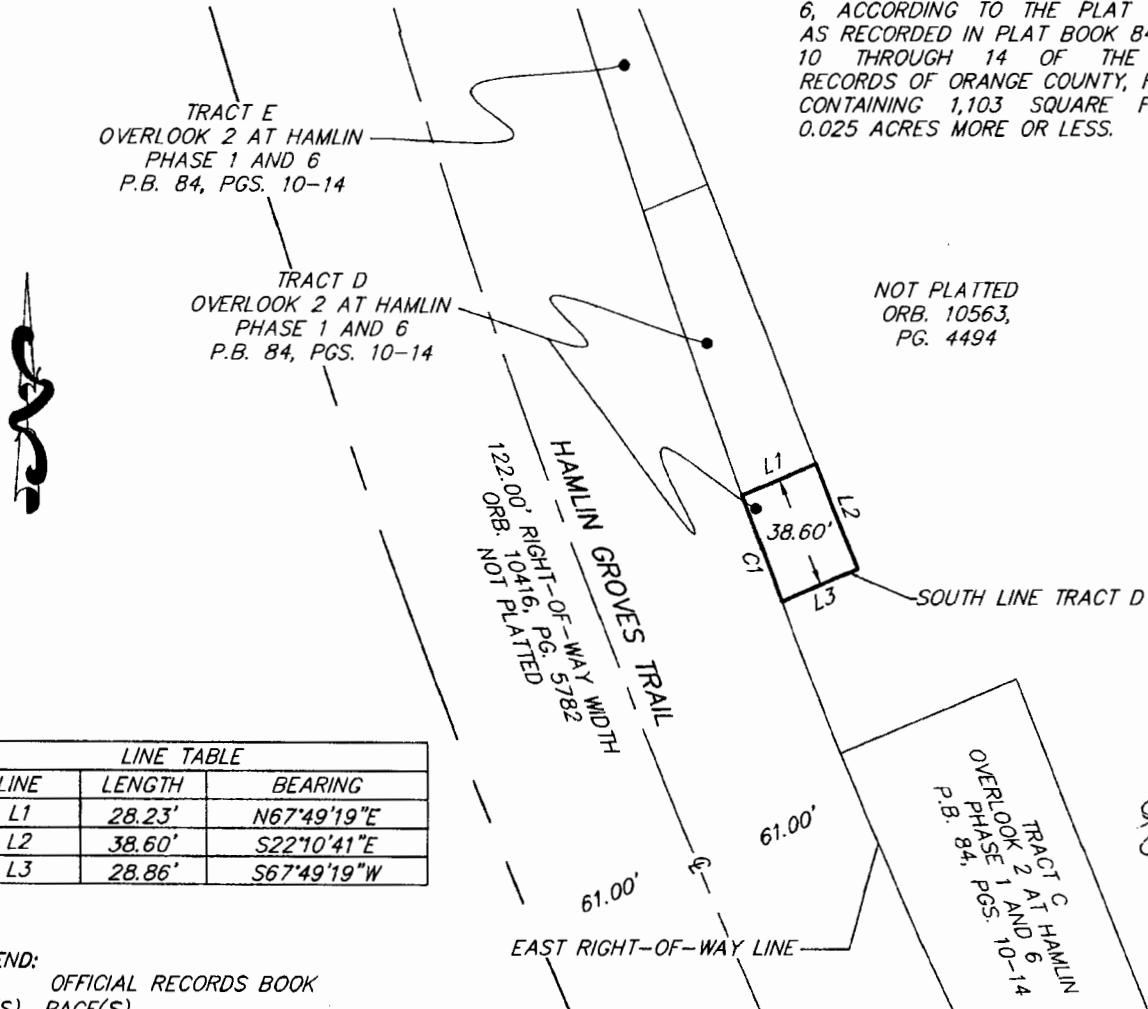 6, ACCORDING TO THE PLAT
AS RECORDED IN PLAT BOOK 84
10 THROUGH 14 OF THE
RECORDS OF ORANGE COUNTY,
CONTAINING 1,103 SQUARE
0.025 ACRES MORE OR LESS.
TRACT E
OVERLOOK 2 AT HAMLIN
PHASE 1 AND 6
P.B. 84, PGS. 10-14
TRACT D
OVERLOOK 2 AT HAMLIN
PHASE 1 AND 6
P.B. 84, PGS. 10-14
NOT PLATTED
ORB. 10563,
PG. 4494
L1
L2
38.60'
C1
L3
SOUTH LINE TRACT D
HAMLIN GROVES TRAIL
122.00' RIGHT-OF-WAY WIDTH
ORB. 10416, PG. 5782
NOT PLATTED
LINE TABLE
LINE LENGTH BEARING
L1 28.23' N67°49'19"E
L2 38.60' S22°10'41"E
L3 28.86' S67°49'19"W
61.00'
61.00'
℄
EAST RIGHT-OF-WAY LINE
TRACT C
OVERLOOK 2 AT HAMLIN
PHASE 1 AND 6
P.B. 84, PGS. 10-14
END:
OFFICIAL RECORDS BOOK
PAGE(S)